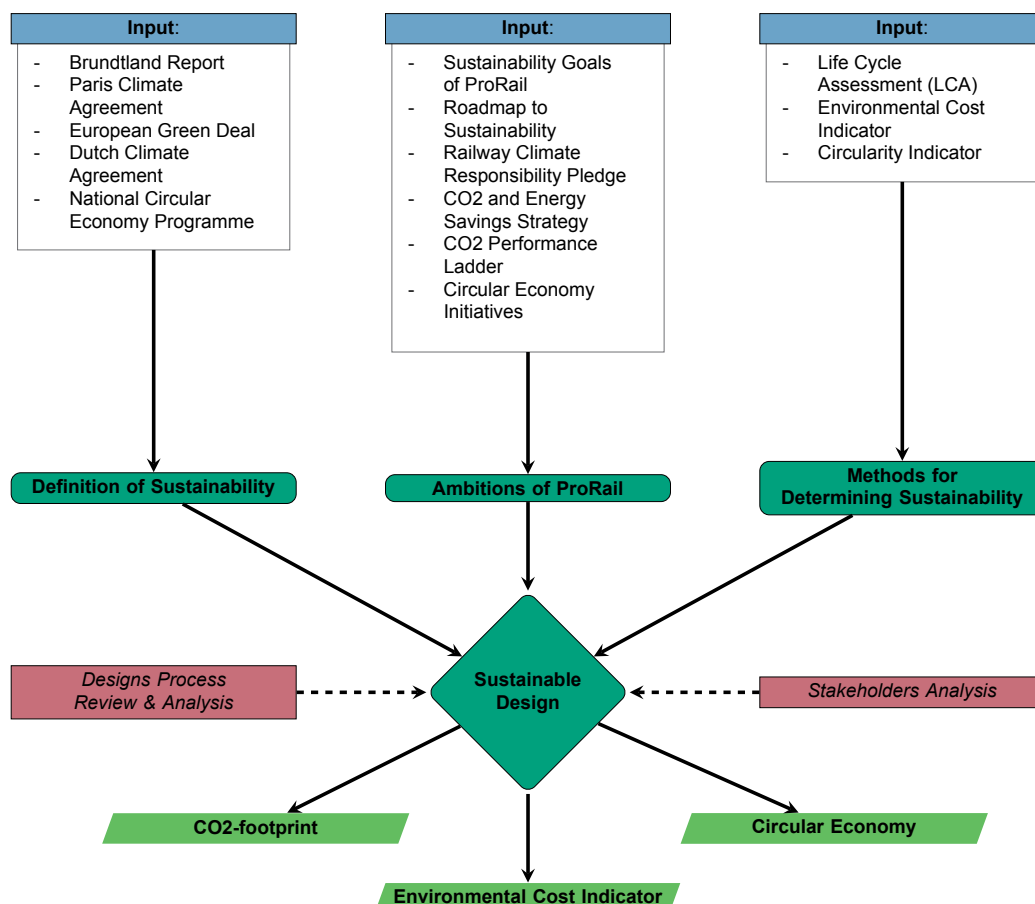 Input:
- Brundtland Report
- Paris Climate
Agreement
- European Green Deal
- Dutch Climate
Agreement
- National Circular
Economy Programme
Input:
- Sustainability Goals
of ProRail
- Roadmap to
Sustainability
- Railway Climate
Responsibility Pledge
- CO2 and Energy
Savings Strategy
- CO2 Performance
Ladder
- Circular Economy
Initiatives
Input:
- Life Cycle
Assessment (LCA)
- Environmental Cost
Indicator
- Circularity Indicator
Definition of Sustainability
Ambitions of ProRail
Methods for
Determining Sustainability
Designs Process
Review & Analysis
Sustainable
Design
Stakeholders Analysis
CO2-footprint
Circular Economy
Environmental Cost Indicator